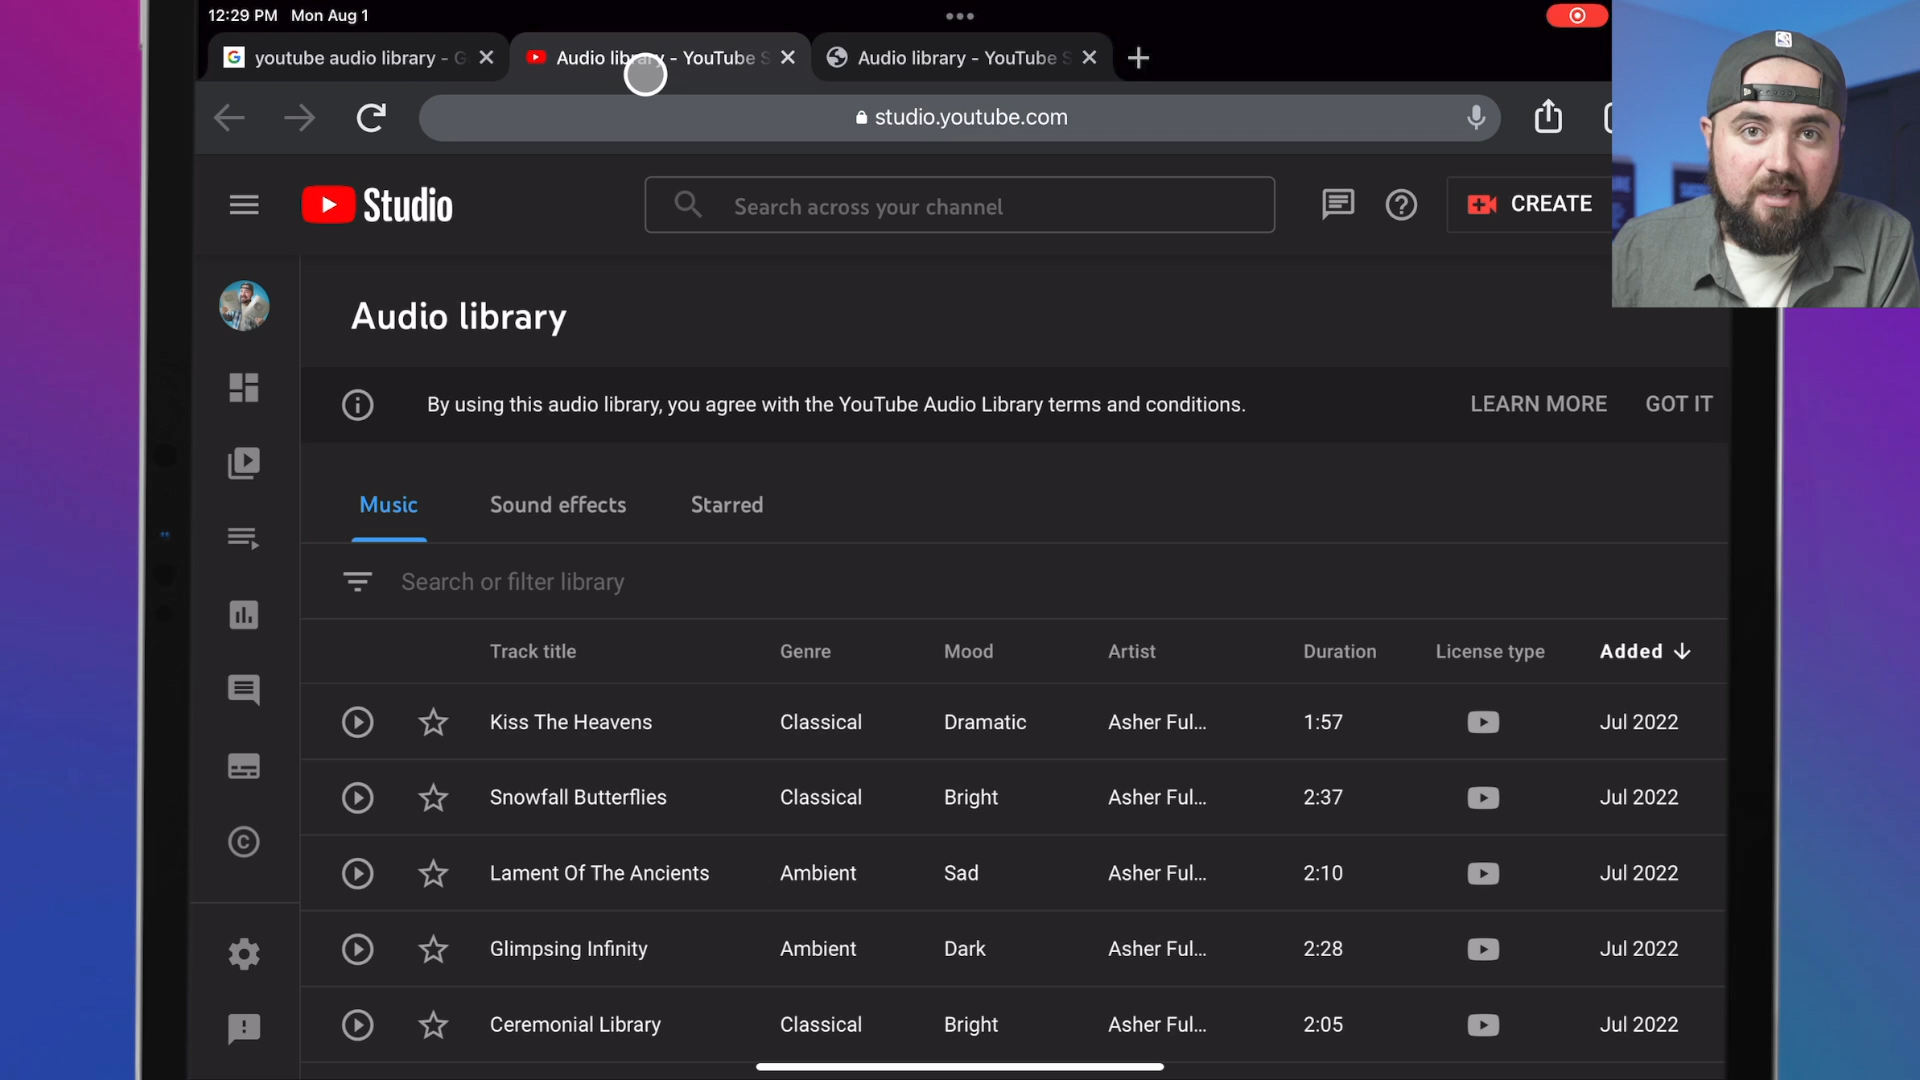 12:29 PM Mon Aug 1
youtube audio library - G
Audio library - YouTube S
Audio library - YouTube S
studio.youtube.com
Studio
Search across your channel
CREATE
Audio library
By using this audio library, you agree with the YouTube Audio Library terms and conditions.
LEARN MORE
GOT IT
Music
Sound effects
Starred
Search or filter library
Track title Genre Mood Artist Duration License type Added
Kiss The Heavens Classical Dramatic Asher Ful... 1:57 Jul 2022
Snowfall Butterflies Classical Bright Asher Ful... 2:37 Jul 2022
Lament Of The Ancients Ambient Sad Asher Ful... 2:10 Jul 2022
Glimpsing Infinity Ambient Dark Asher Ful... 2:28 Jul 2022
Ceremonial Library Classical Bright Asher Ful... 2:05 Jul 2022